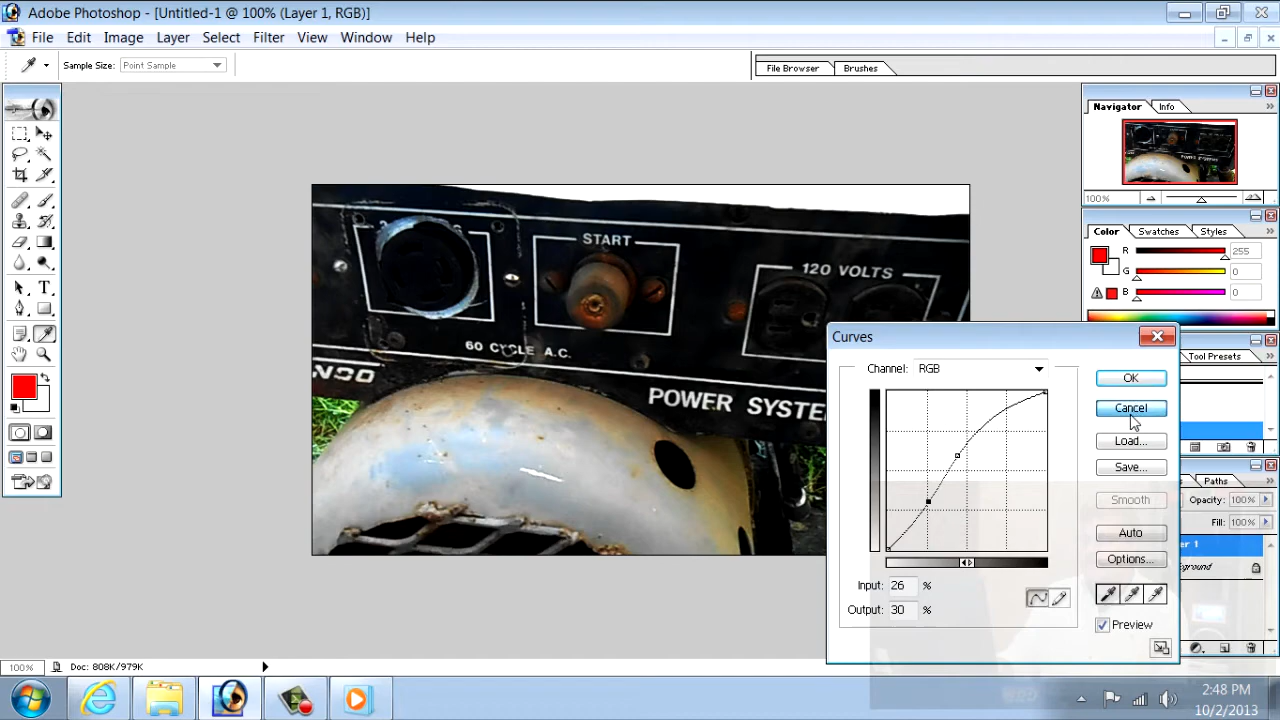 Adobe Photoshop - [Untitled-1 @ 100% (Layer 1, RGB)]
File Edit Image Layer Select Filter View Window Help
Sample Size: Point Sample
File Browser Brushes
Navigator Info
100%
Color Swatches Styles
R 255
G 0
B 0
START
120 VOLTS
60 CYCLE A.C.
POWER SYSTEM
Curves
Channel: RGB
OK
Cancel
Load...
Save...
Smooth
Auto
Options...
Input: 26 %
Output: 30 %
Preview
Tool Presets
Paths
Opacity: 100%
Fill: 100%
100% Doc: 808K/979K
2:48 PM
10/2/2013